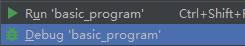 Run 'basic_program' Ctrl+Shift+F
Debug 'basic_program'